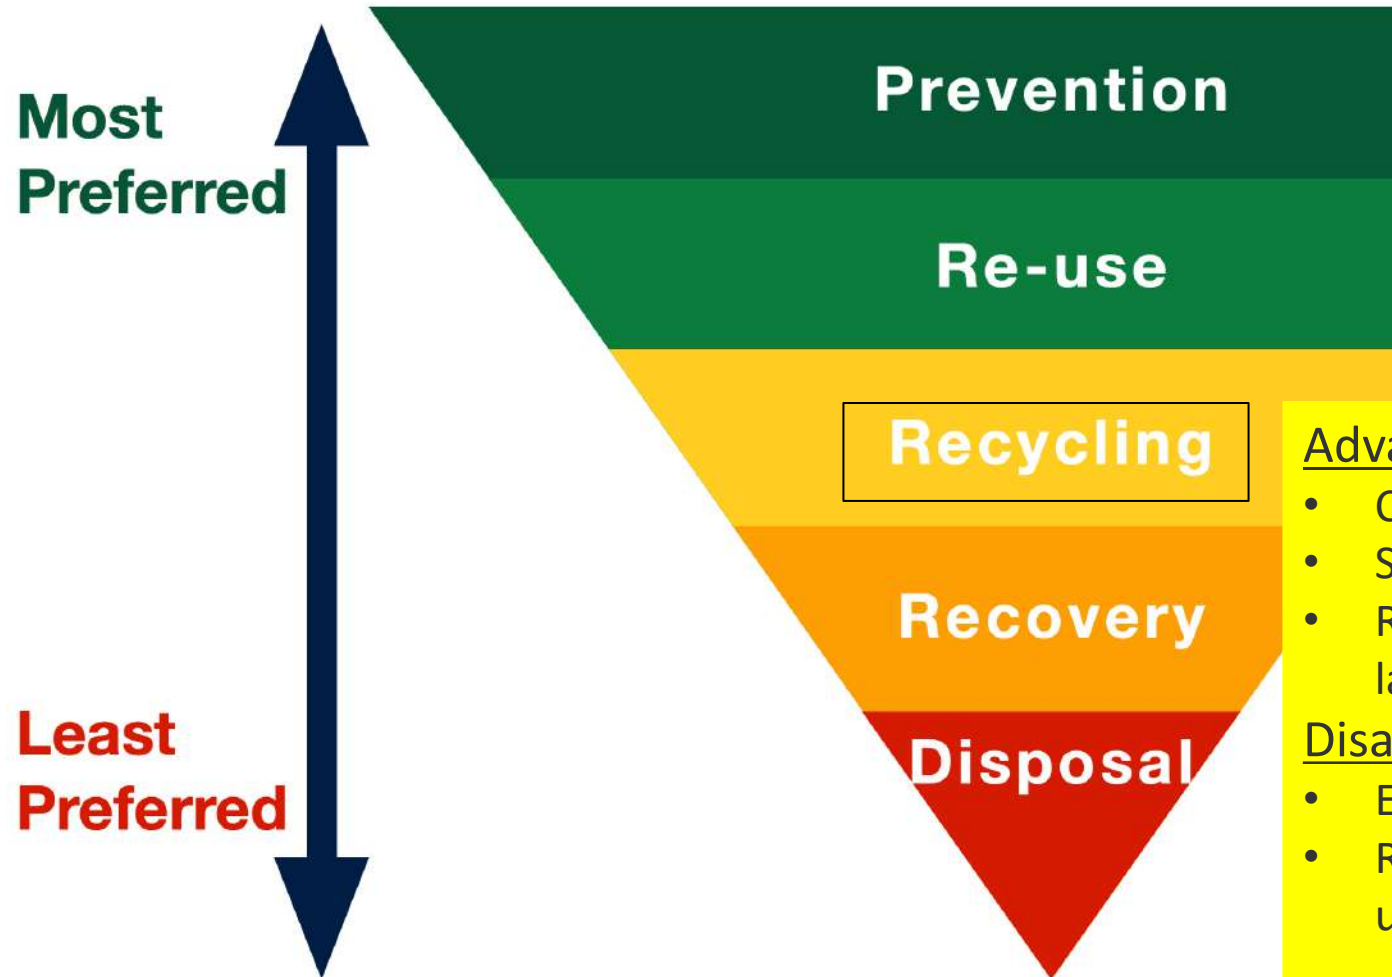 Most
Preferred
Prevention
Re-use
Recycling
Recovery
Disposal
Least
Preferred